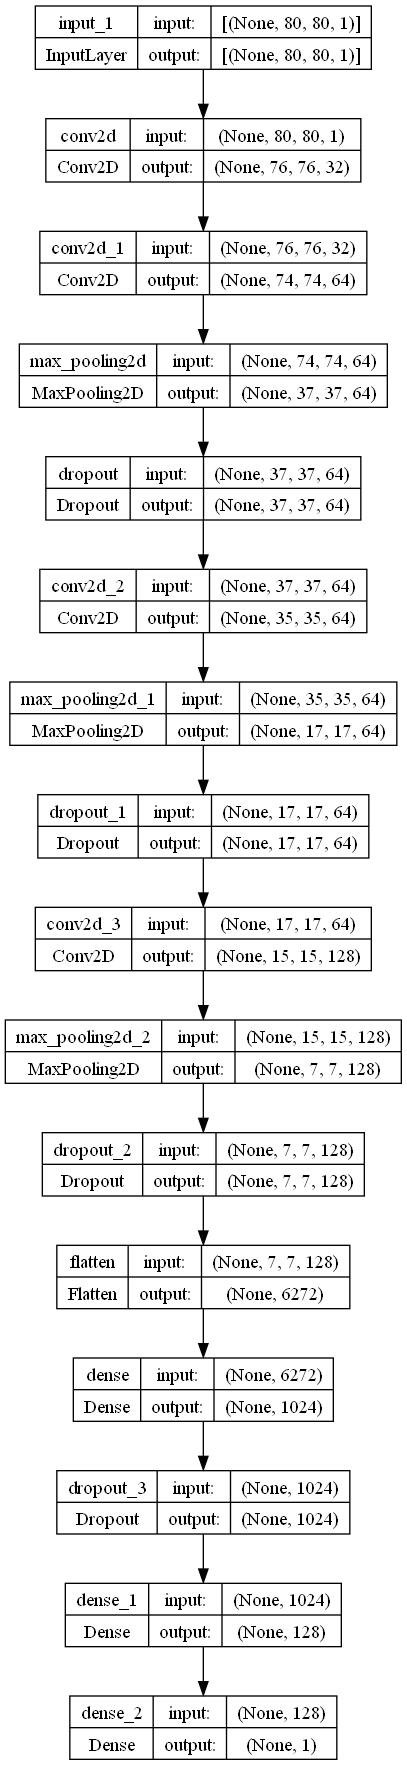 input_1 input: [(None, 80, 80, 1)]
InputLayer output: [(None, 80, 80, 1)]
conv2d input: (None, 80, 80, 1)
Conv2D output: (None, 76, 76, 32)
conv2d_1 input: (None, 76, 76, 32)
Conv2D output: (None, 74, 74, 64)
max_pooling2d input: (None, 74, 74, 64)
MaxPooling2D output: (None, 37, 37, 64)
dropout input: (None, 37, 37, 64)
Dropout output: (None, 37, 37, 64)
conv2d_2 input: (None, 37, 37, 64)
Conv2D output: (None, 35, 35, 64)
max_pooling2d_1 input: (None, 35, 35, 64)
MaxPooling2D output: (None, 17, 17, 64)
dropout_1 input: (None, 17, 17, 64)
Dropout output: (None, 17, 17, 64)
conv2d_3 input: (None, 17, 17, 64)
Conv2D output: (None, 15, 15, 128)
max_pooling2d_2 input: (None, 15, 15, 128)
MaxPooling2D output: (None, 7, 7, 128)
dropout_2 input: (None, 7, 7, 128)
Dropout output: (None, 7, 7, 128)
flatten input: (None, 7, 7, 128)
Flatten output: (None, 6272)
dense input: (None, 6272)
Dense output: (None, 1024)
dropout_3 input: (None, 1024)
Dropout output: (None, 1024)
dense_1 input: (None, 1024)
Dense output: (None, 128)
dense_2 input: (None, 128)
Dense output: (None, 1)